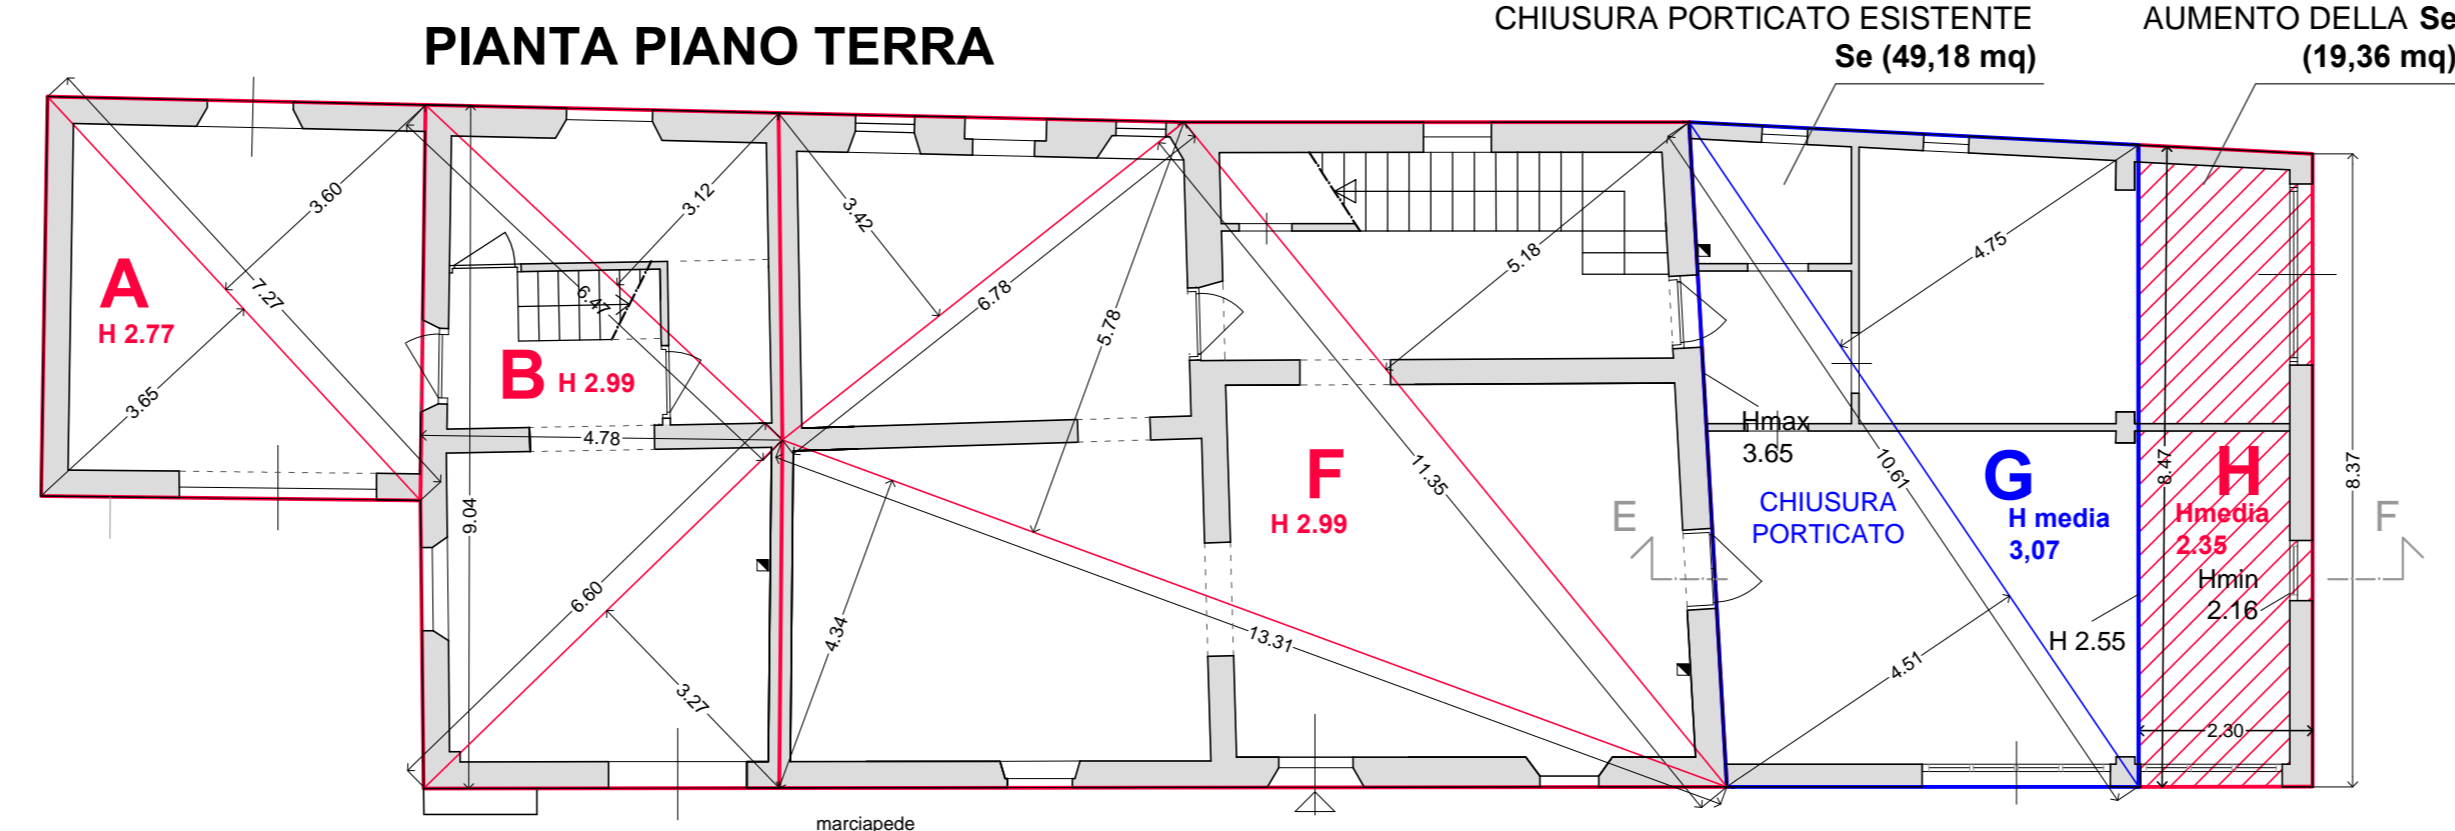 PIANTA PIANO TERRA
CHIUSURA PORTICATO ESISTENTE
Se (49,18 mq)
AUMENTO DELLA Se
(19,36 mq)
A
H 2.77
3.60
7.27
3.65
B H 2.99
3.12
6.47
4.78
9.04
6.60
3.27
3.42
6.78
5.78
4.34
13.31
F
H 2.99
5.18
11.35
Hmax
3.65
CHIUSURA
PORTICATO
10.61
4.75
4.51
G
H media
3,07
H 2.55
8.47
H
Hmedia
2.35
Hmin
2.16
2.30
8.37
E
F
marciapede